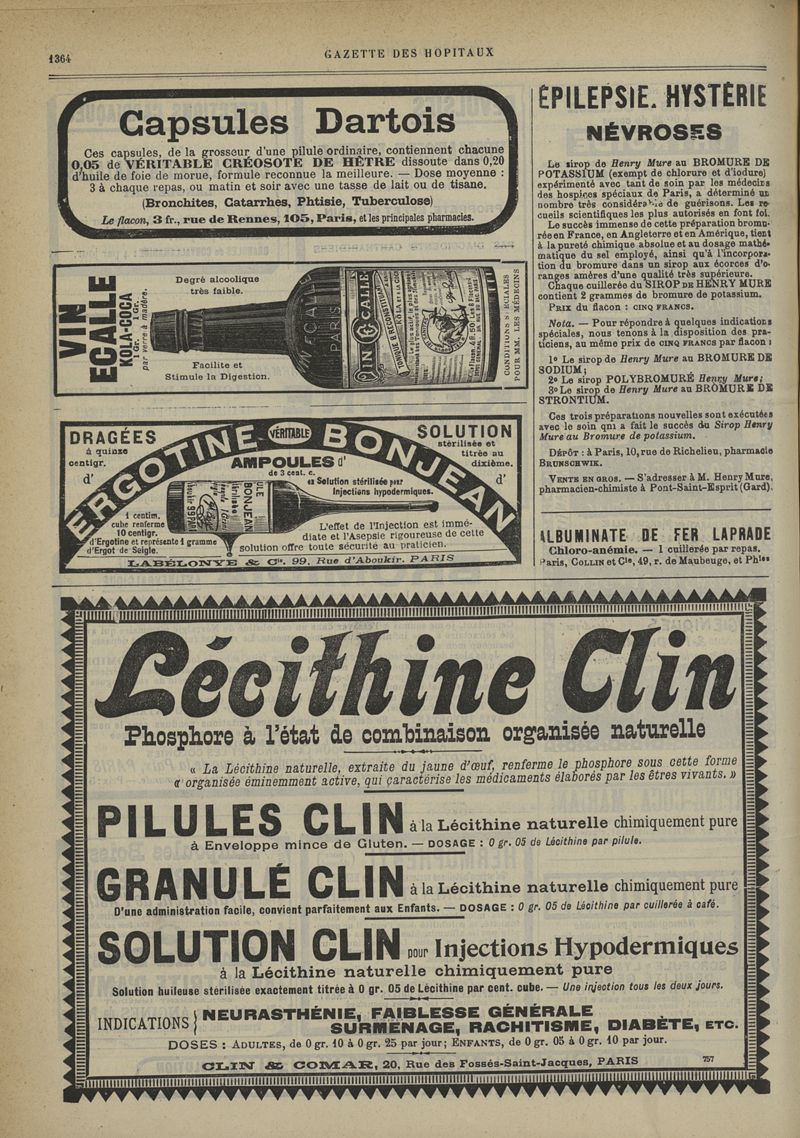 1364
GAZETTE DES HOPITAUX
Capsules Dartois
Ces capsules, de la grosseur d'une pilule ordinaire, contiennent chacune
0,05 de VÉRITABLE CRÉOSOTE DE HÊTRE dissoute dans 0,20
d'huile de foie de morue, formule reconnue la meilleure. — Dose moyenne :
3 à chaque repas, ou matin et soir avec une tasse de lait ou de tisane.
(Bronchites, Catarrhes, Phtisie, Tuberculose)
Le flacon, 3 fr., rue de Rennes, 105, Paris, et les principales pharmacies.
VIN
ECALLE
KOLA-COCA
1 Gr. 1 Gr.
par verre à madère.
Degré alcoolique
très faible.
Facilite et
Stimule la Digestion.
ECALLE
PARIS
VIN ECALLE
CONDITIONS SPÉCIALES
POUR MM. LES MÉDECINS
DRAGÉES
à quinze
centigr.
d'
ERGOTINE VÉRITABLE BONJEAN
SOLUTION
stérilisée et
titrée au
dixième.
d'
AMPOULES d'
de 3 cent. c.
ou Solution stérilisée pour
Injections hypodermiques.
BONJEAN
1 centim.
cube renferme
10 centigr.
d'Ergotine et représente 1 gramme
d'Ergot de Seigle.
L'effet de l'Injection est immé-
diate et l'Asepsie rigoureuse de cette
solution offre toute sécurité au praticien.
LABÉLONYE & Cie, 99, Rue d'Aboukir, PARIS
ÉPILEPSIE. HYSTÉRIE
NÉVROSES
Le sirop de Henry Mure au BROMURE DE
POTASSIUM (exempt de chlorure et d'iodure)
expérimenté avec tant de soin par les médecins
des hospices spéciaux de Paris, a déterminé un
nombre très considérable de guérisons. Les re-
cueils scientifiques les plus autorisés en font foi.
Le succès immense de cette préparation bromu-
rée en France, en Angleterre et en Amérique, tient
à la pureté chimique absolue et au dosage mathé-
matique du sel employé, ainsi qu'à l'incorpora-
tion du bromure dans un sirop aux écorces d'o-
ranges amères d'une qualité très supérieure.
Chaque cuillerée du SIROP DE HENRY MURE
contient 2 grammes de bromure de potassium.
PRIX du flacon : CINQ FRANCS.
Nota. — Pour répondre à quelques indications
spéciales, nous tenons à la disposition des pra-
ticiens, au même prix de CINQ FRANCS par flacon :
1º Le sirop de Henry Mure au BROMURE DE
SODIUM;
2º Le sirop POLYBROMURÉ Henry Mure;
3º Le sirop de Henry Mure au BROMURE DE
STRONTIUM.
Ces trois préparations nouvelles sont exécutées
avec le soin qui a fait le succès du Sirop Henry
Mure au Bromure de potassium.
DÉPÔT : à Paris, 10, rue de Richelieu, pharmacie
BRUNSCHWIK.
VENTE EN GROS. — S'adresser à M. Henry Mure,
pharmacien-chimiste à Pont-Saint-Esprit (Gard).
ALBUMINATE DE FER LAPRADE
Chloro-anémie. — 1 cuillerée par repas.
Paris, COLLIN et Cie, 49, r. de Maubeuge, et Phies
Lécithine Clin
Phosphore à l'état de combinaison organisée naturelle
« La Lécithine naturelle, extraite du jaune d'œuf, renferme le phosphore sous cette forme
« organisée éminemment active, qui caractérise les médicaments élaborés par les êtres vivants. »
PILULES CLIN à la Lécithine naturelle chimiquement pure
à Enveloppe mince de Gluten. — DOSAGE : 0 gr. 05 de Lécithine par pilule.
GRANULÉ CLIN à la Lécithine naturelle chimiquement pure
D'une administration facile, convient parfaitement aux Enfants. — DOSAGE : 0 gr. 05 de Lécithine par cuillerée à café.
SOLUTION CLIN pour Injections Hypodermiques
à la Lécithine naturelle chimiquement pure
Solution huileuse stérilisée exactement titrée à 0 gr. 05 de Lécithine par cent. cube. — Une injection tous les deux jours.
INDICATIONS { NEURASTHÉNIE, FAIBLESSE GÉNÉRALE
SURMENAGE, RACHITISME, DIABÈTE, ETC.
DOSES : ADULTES, de 0 gr. 10 à 0 gr. 25 par jour; ENFANTS, de 0 gr. 05 à 0 gr. 10 par jour.
CLIN & COMAR, 20, Rue des Fossés-Saint-Jacques, PARIS
757